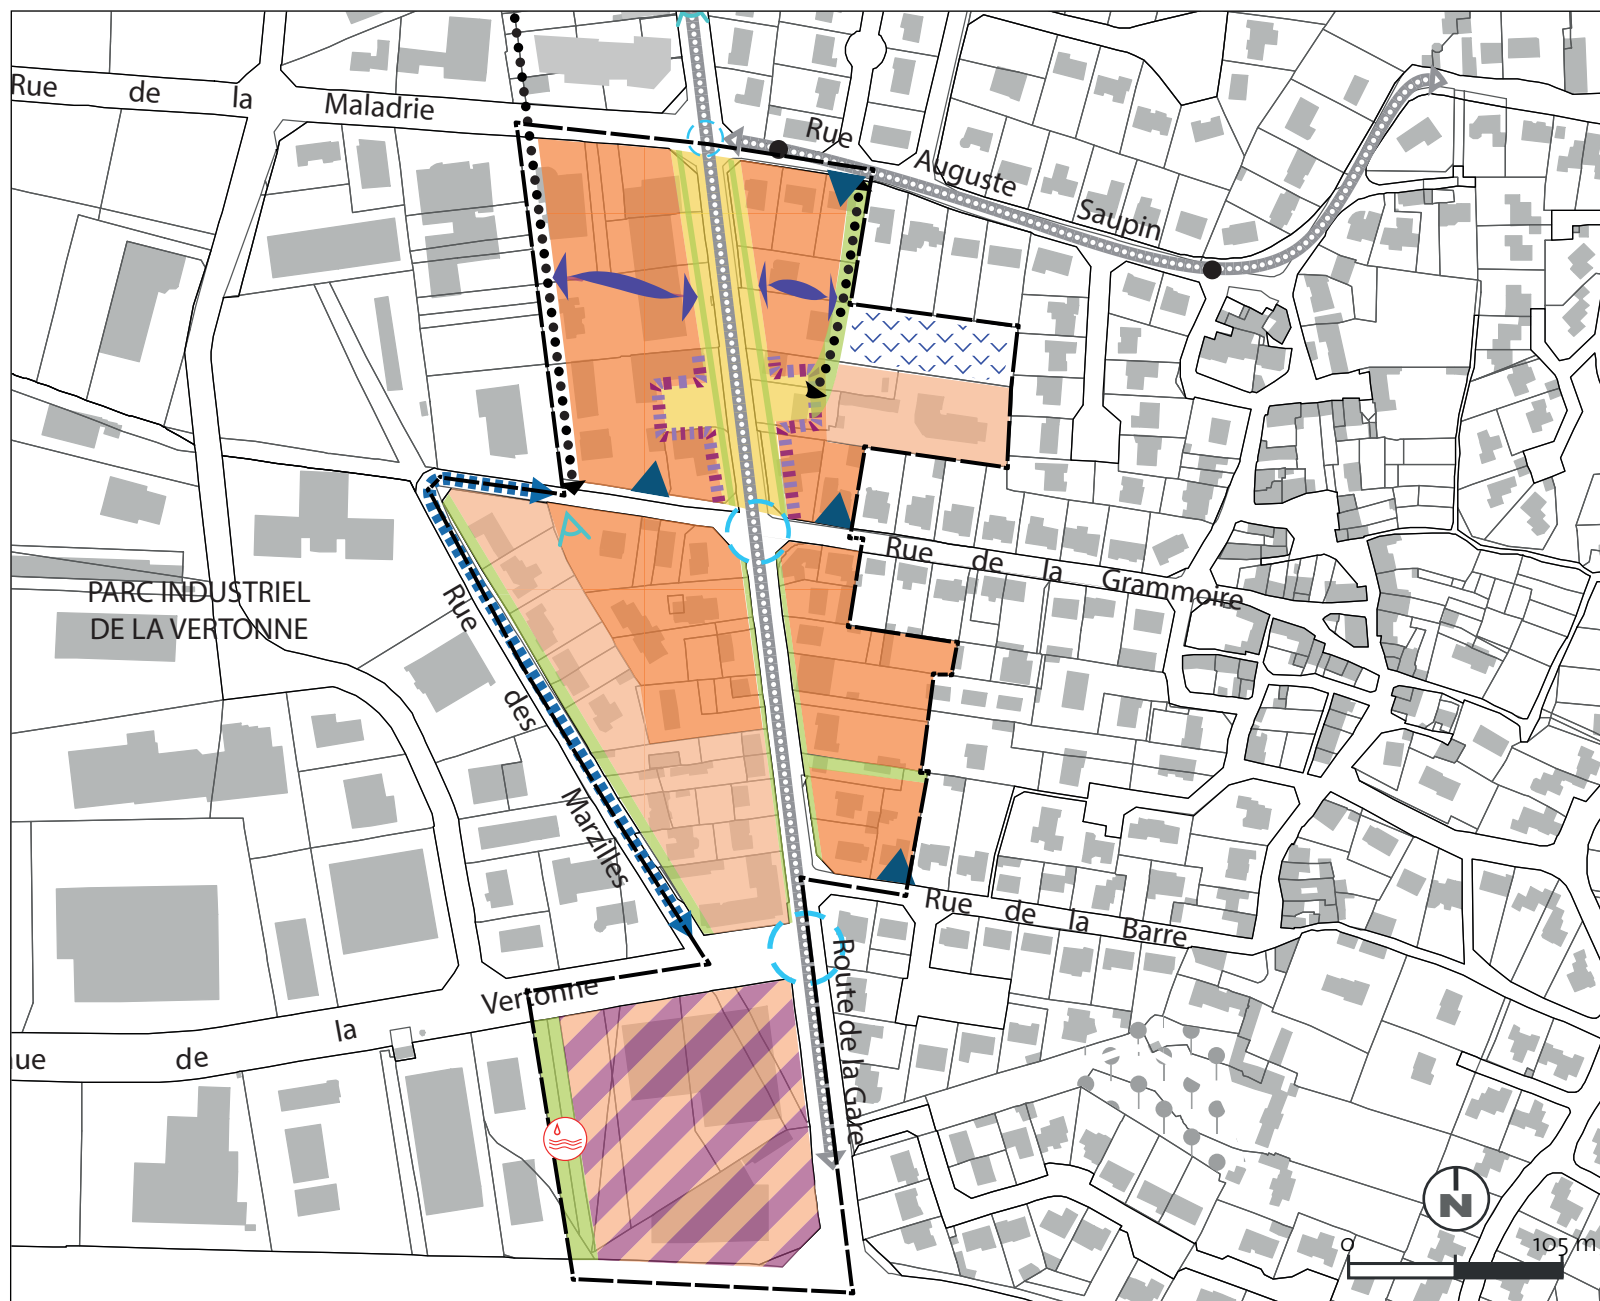 Rue de la Maladrie
Rue Auguste Saupin
Rue de la Grammoire
PARC INDUSTRIEL
DE LA VERTONNE
Rue des Marzilles
Rue de la Barre
Route de la Gare
nue de la Vertonne
N
0 105 m